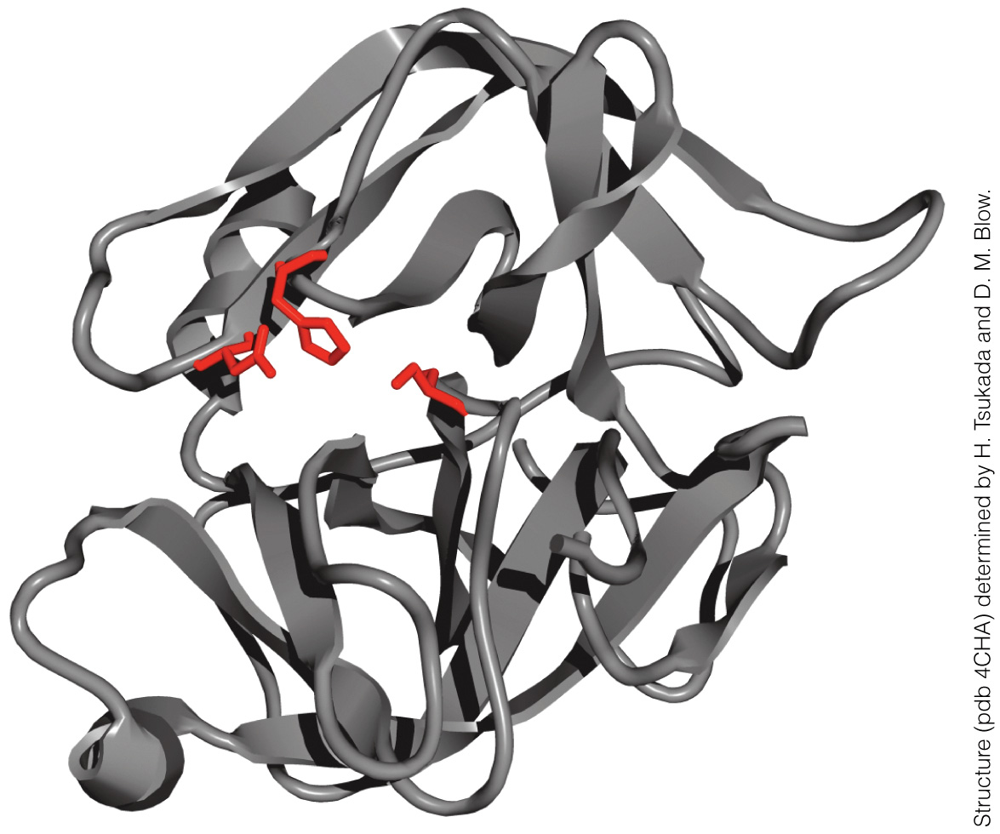 Structure (pdb 4CHA) determined by H. Tsukada and D. M. Blow.